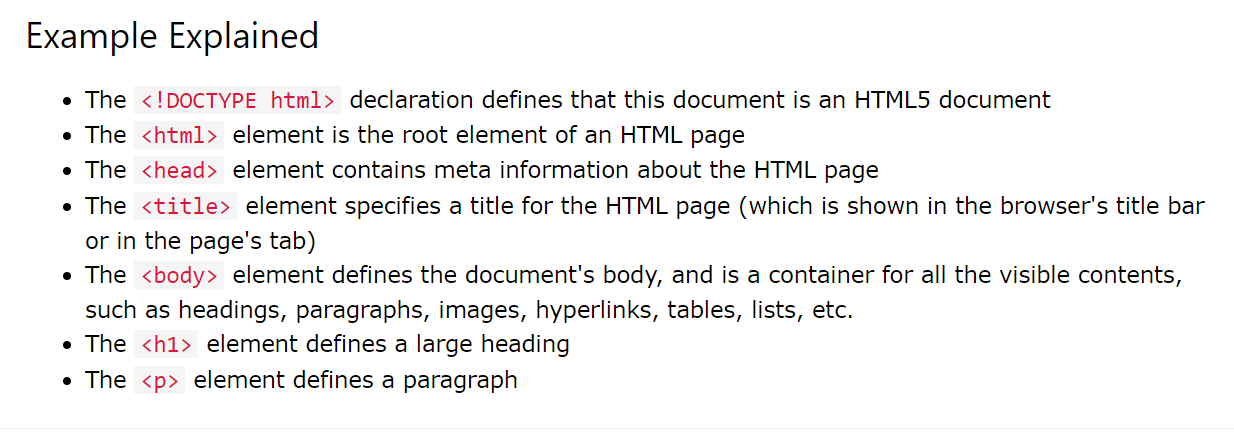 Example Explained
• The <!DOCTYPE html> declaration defines that this document is an HTML5 document
• The <html> element is the root element of an HTML page
• The <head> element contains meta information about the HTML page
• The <title> element specifies a title for the HTML page (which is shown in the browser's title bar
or in the page's tab)
• The <body> element defines the document's body, and is a container for all the visible contents,
such as headings, paragraphs, images, hyperlinks, tables, lists, etc.
• The <h1> element defines a large heading
• The <p> element defines a paragraph